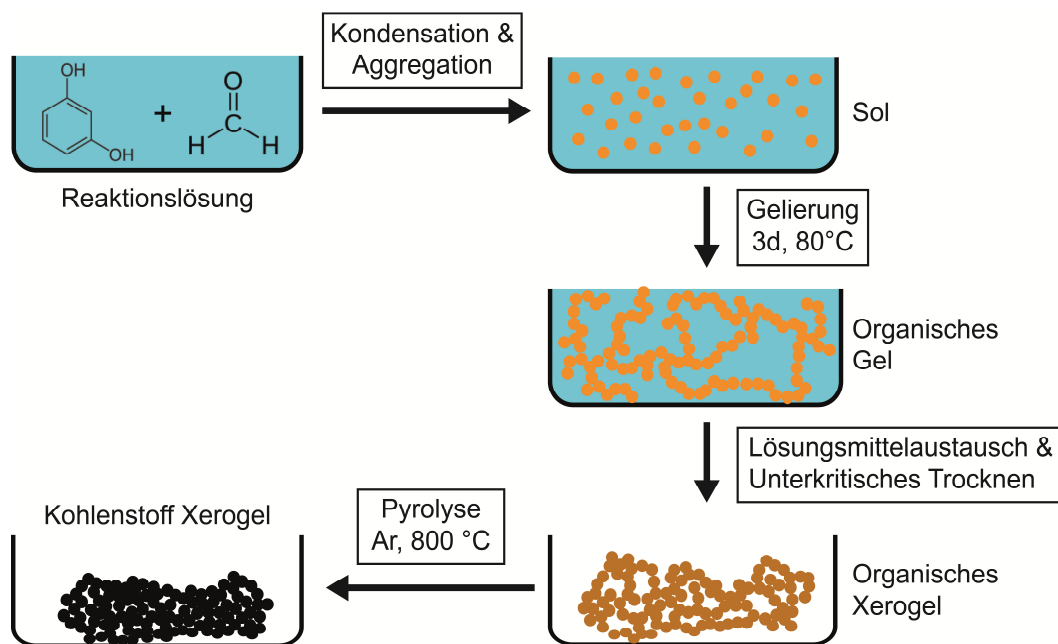 Kondensation &
Aggregation
OH
OH
+
O
C
H
H
Reaktionslösung
Sol
Gelierung
3d, 80°C
Organisches
Gel
Lösungsmittelaustausch &
Unterkritisches Trocknen
Kohlenstoff Xerogel
Pyrolyse
Ar, 800 °C
Organisches
Xerogel